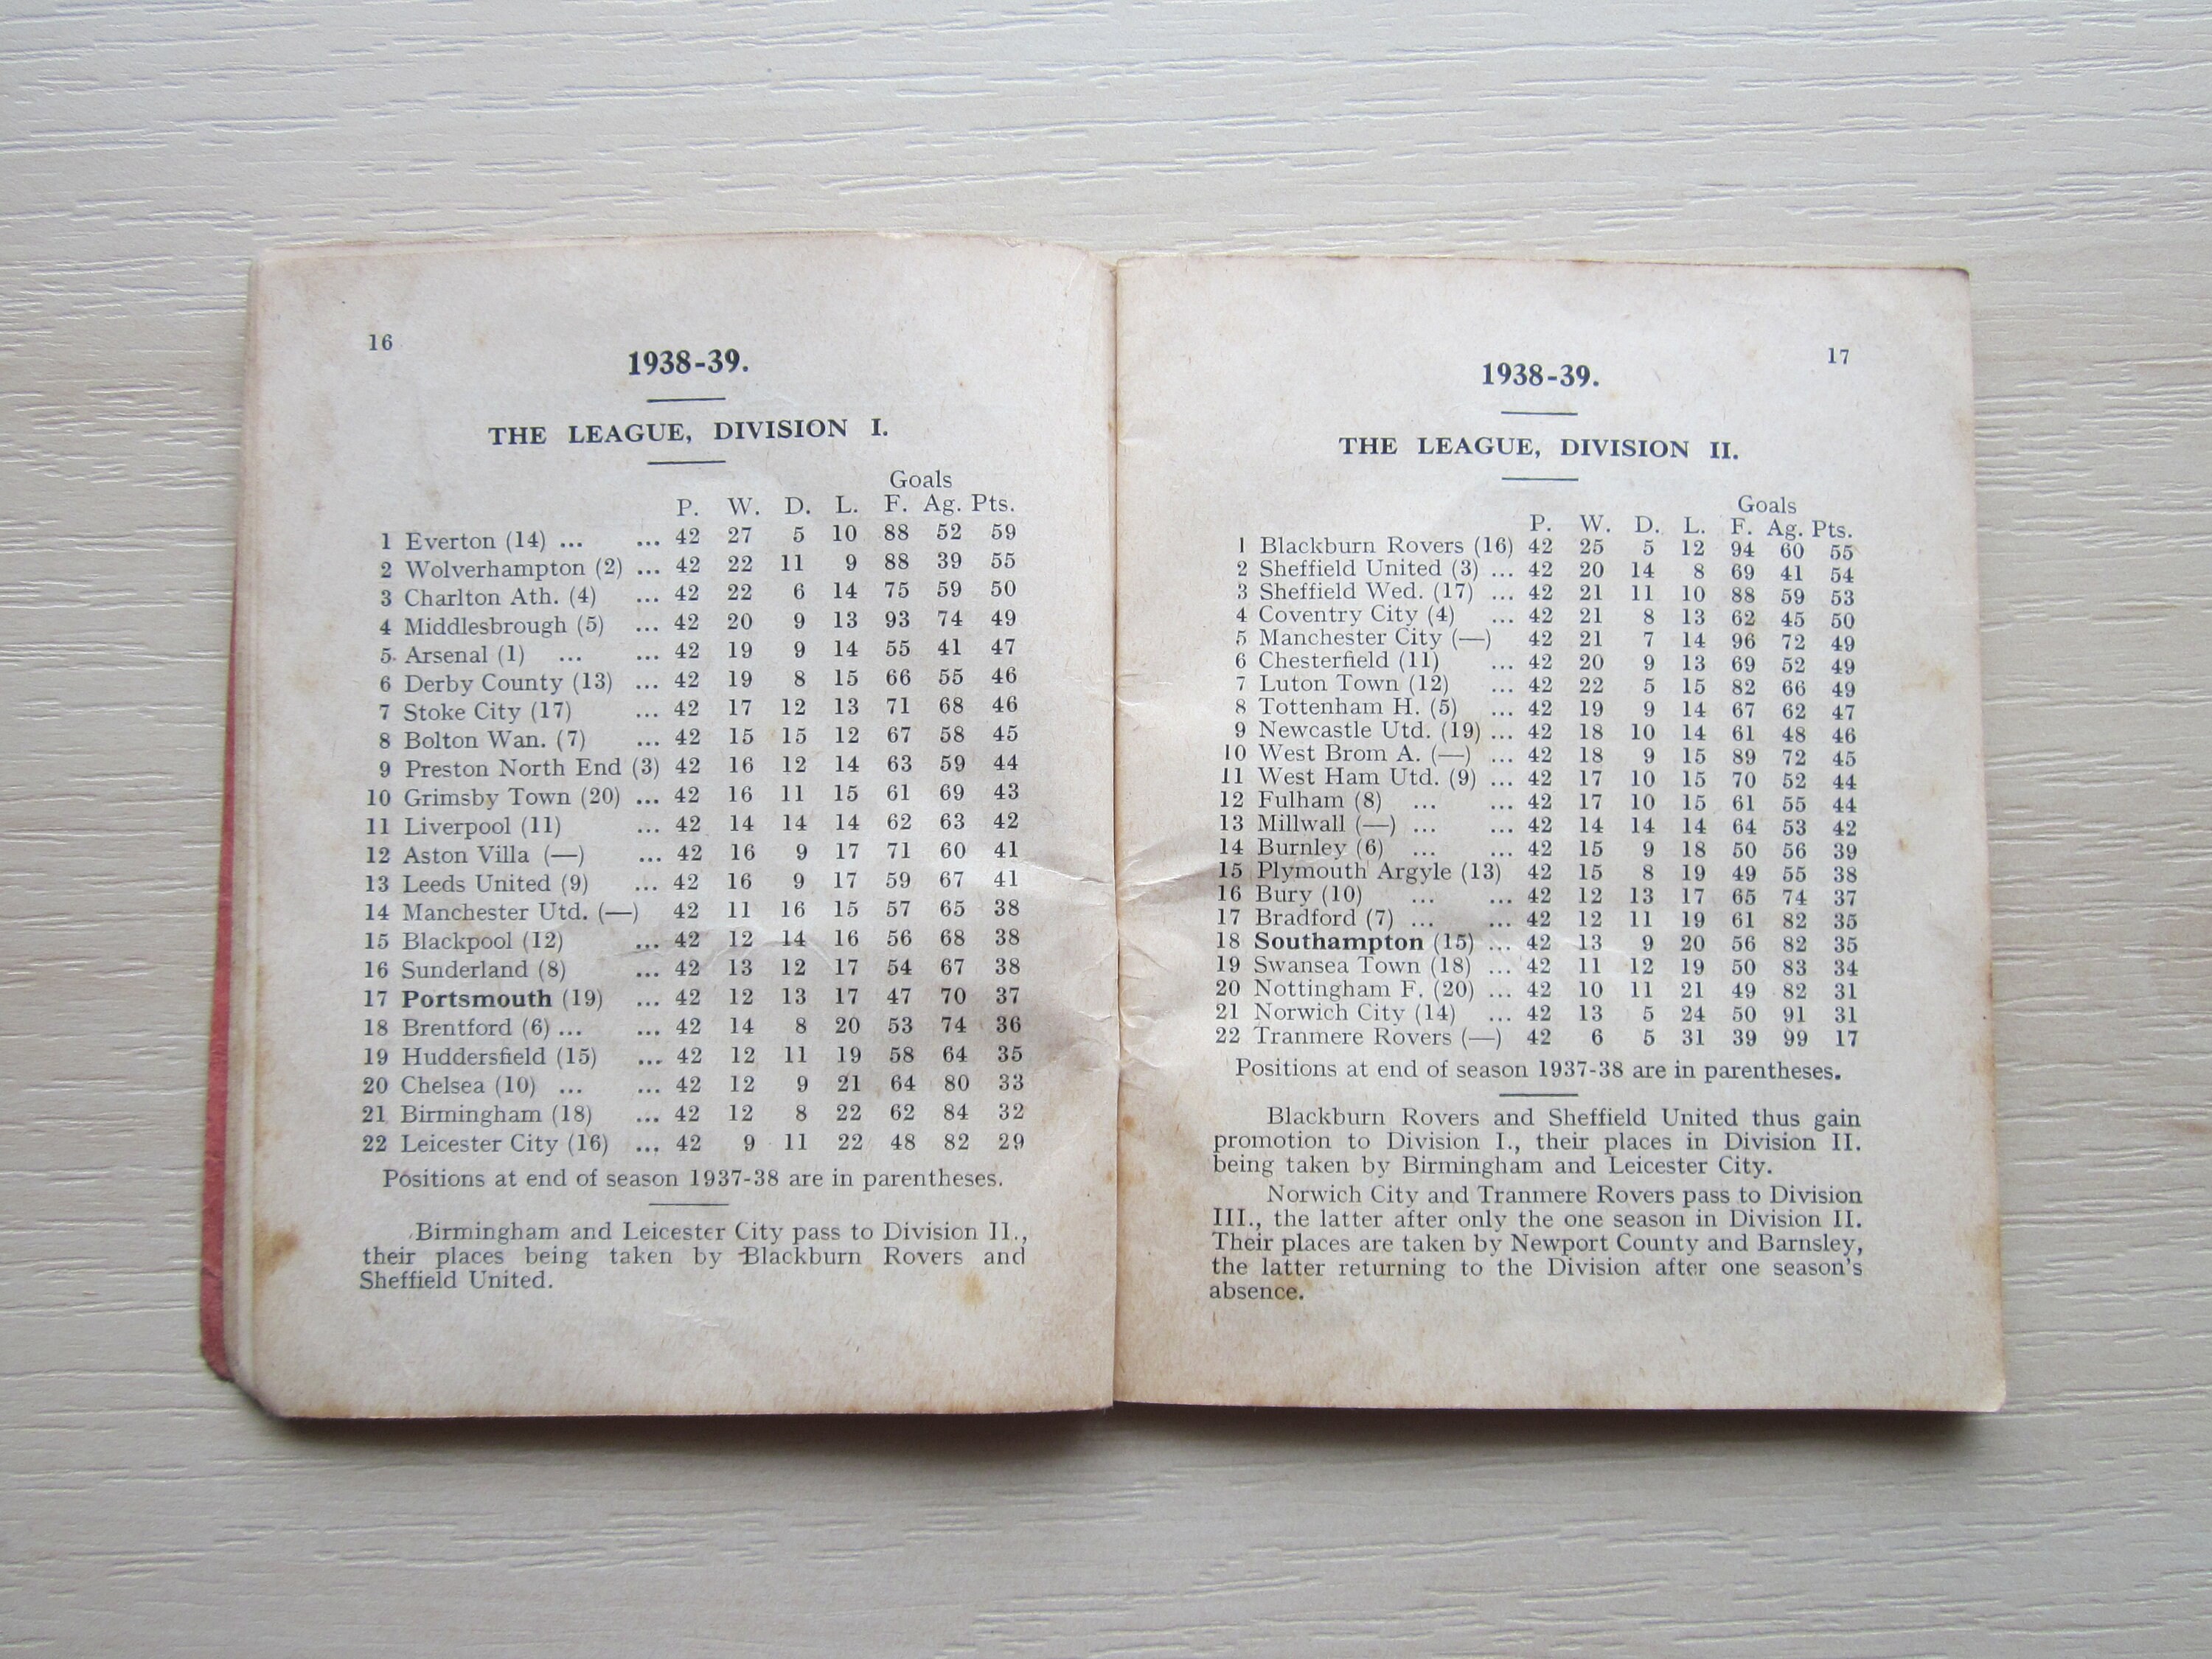 16
1938-39.
THE LEAGUE, DIVISION I.
Goals
P. W. D. L. F. Ag. Pts.
1 Everton (14) ... ... 42 27 5 10 88 52 59
2 Wolverhampton (2) ... 42 22 11 9 88 39 55
3 Charlton Ath. (4) ... 42 22 6 14 75 59 50
4 Middlesbrough (5) ... 42 20 9 13 93 74 49
5 Arsenal (1) ... ... 42 19 9 14 55 41 47
6 Derby County (13) ... 42 19 8 15 66 55 46
7 Stoke City (17) ... 42 17 12 13 71 68 46
8 Bolton Wan. (7) ... 42 15 15 12 67 58 45
9 Preston North End (3) 42 16 12 14 63 59 44
10 Grimsby Town (20) ... 42 16 11 15 61 69 43
11 Liverpool (11) ... 42 14 14 14 62 63 42
12 Aston Villa (—) ... 42 16 9 17 71 60 41
13 Leeds United (9) ... 42 16 9 17 59 67 41
14 Manchester Utd. (—) 42 11 16 15 57 65 38
15 Blackpool (12) ... 42 12 14 16 56 68 38
16 Sunderland (8) ... 42 13 12 17 54 67 38
17 Portsmouth (19) ... 42 12 13 17 47 70 37
18 Brentford (6) ... ... 42 14 8 20 53 74 36
19 Huddersfield (15) ... 42 12 11 19 58 64 35
20 Chelsea (10) ... ... 42 12 9 21 64 80 33
21 Birmingham (18) ... 42 12 8 22 62 84 32
22 Leicester City (16) ... 42 9 11 22 48 82 29
Positions at end of season 1937-38 are in parentheses.
Birmingham and Leicester City pass to Division II.,
their places being taken by Blackburn Rovers and
Sheffield United.
17
1938-39.
THE LEAGUE, DIVISION II.
Goals
P. W. D. L. F. Ag. Pts.
1 Blackburn Rovers (16) 42 25 5 12 94 60 55
2 Sheffield United (3) ... 42 20 14 8 69 41 54
3 Sheffield Wed. (17) ... 42 21 11 10 88 59 53
4 Coventry City (4) ... 42 21 8 13 62 45 50
5 Manchester City (—) 42 21 7 14 96 72 49
6 Chesterfield (11) ... 42 20 9 13 69 52 49
7 Luton Town (12) ... 42 22 5 15 82 66 49
8 Tottenham H. (5) ... 42 19 9 14 67 62 47
9 Newcastle Utd. (19) ... 42 18 10 14 61 48 46
10 West Brom A. (—) ... 42 18 9 15 89 72 45
11 West Ham Utd. (9) ... 42 17 10 15 70 52 44
12 Fulham (8) ... ... 42 17 10 15 61 55 44
13 Millwall (—) ... ... 42 14 14 14 64 53 42
14 Burnley (6) ... ... 42 15 9 18 50 56 39
15 Plymouth Argyle (13) 42 15 8 19 49 55 38
16 Bury (10) ... ... 42 12 13 17 65 74 37
17 Bradford (7) ... ... 42 12 11 19 61 82 35
18 Southampton (15) ... 42 13 9 20 56 82 35
19 Swansea Town (18) ... 42 11 12 19 50 83 34
20 Nottingham F. (20) ... 42 10 11 21 49 82 31
21 Norwich City (14) ... 42 13 5 24 50 91 31
22 Tranmere Rovers (—) 42 6 5 31 39 99 17
Positions at end of season 1937-38 are in parentheses.
Blackburn Rovers and Sheffield United thus gain
promotion to Division I., their places in Division II.
being taken by Birmingham and Leicester City.
Norwich City and Tranmere Rovers pass to Division
III., the latter after only the one season in Division II.
Their places are taken by Newport County and Barnsley,
the latter returning to the Division after one season's
absence.